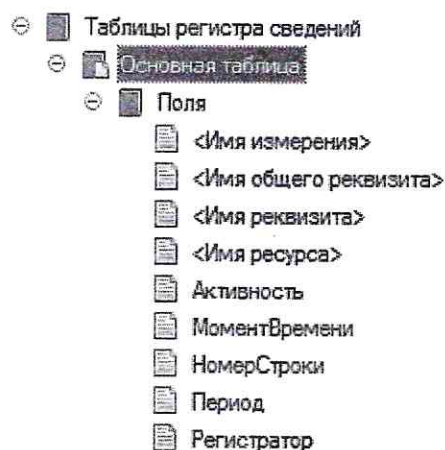 Таблицы регистра сведений
Основная таблица
Поля
<Имя измерения>
<Имя общего реквизита>
<Имя реквизита>
<Имя ресурса>
Активность
МоментВремени
НомерСтроки
Период
Регистратор